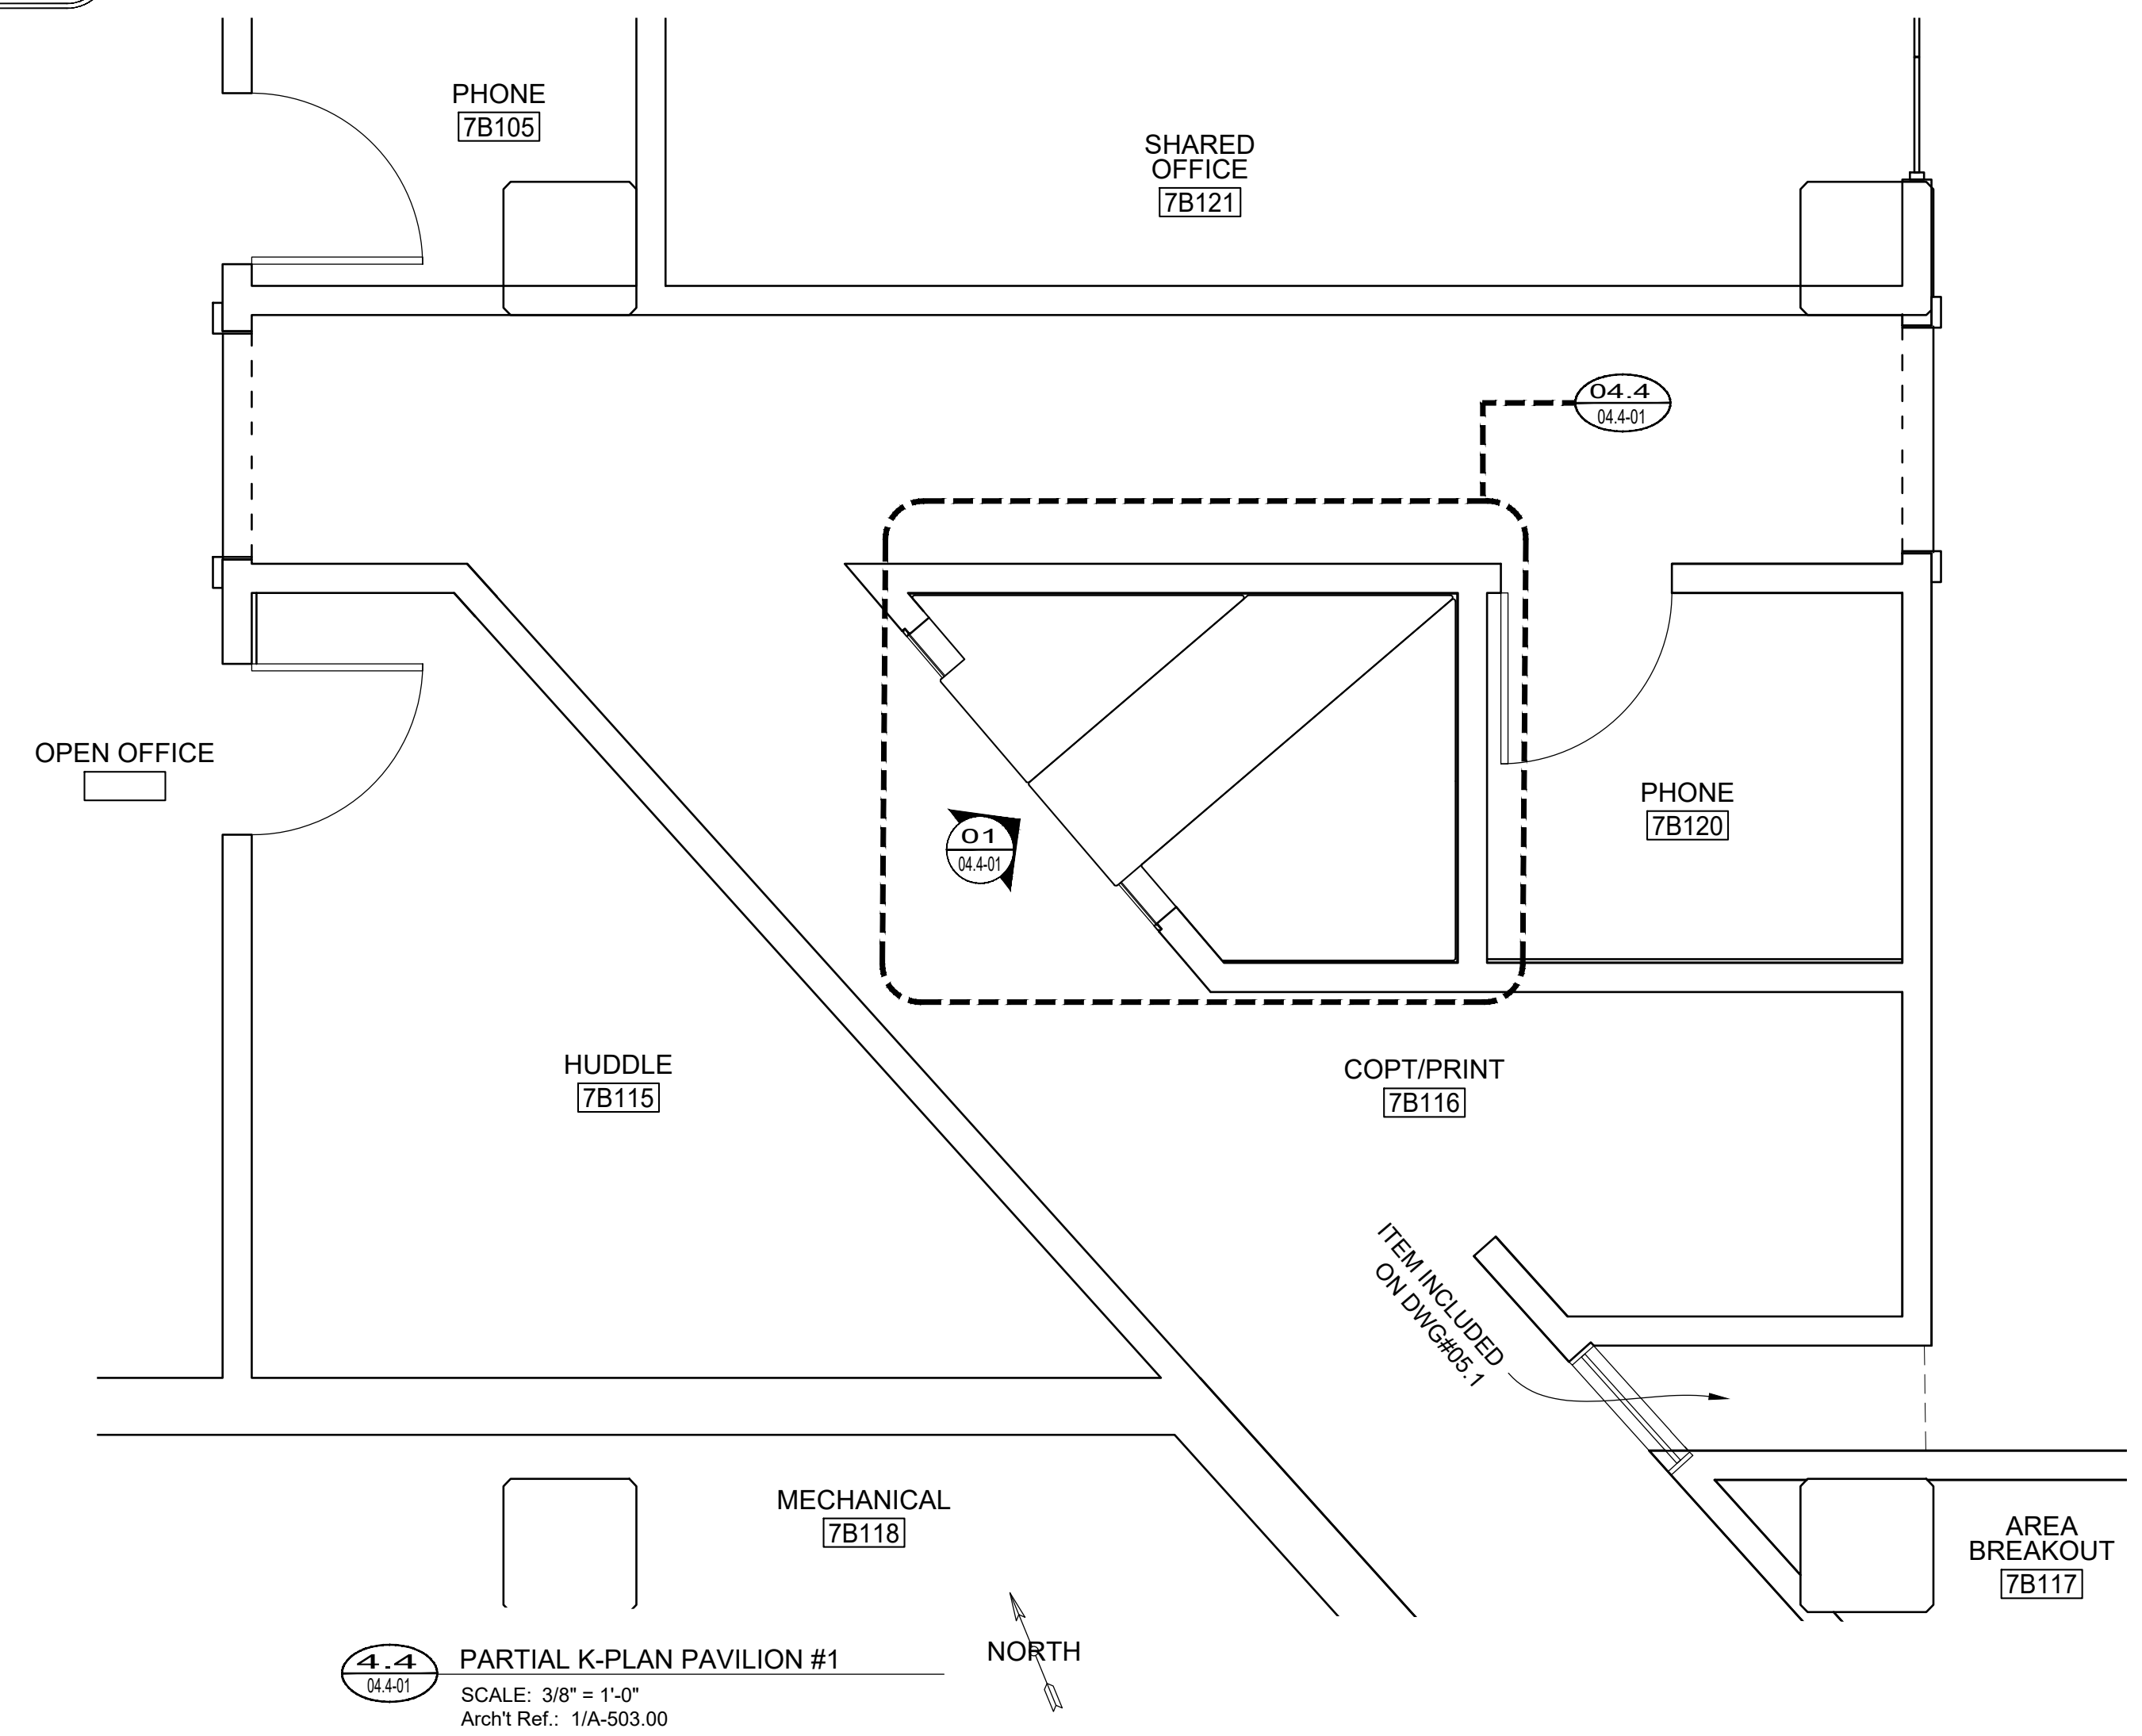 PHONE
7B105
SHARED
OFFICE
7B121
04.4
04.4-01
OPEN OFFICE
01
04.4-01
PHONE
7B120
HUDDLE
7B115
COPT/PRINT
7B116
ITEM INCLUDED
ON DWG#05.1
MECHANICAL
7B118
AREA
BREAKOUT
7B117
4.4
04.4-01
PARTIAL K-PLAN PAVILION #1
SCALE: 3/8" = 1'-0"
Arch't Ref.: 1/A-503.00
NORTH